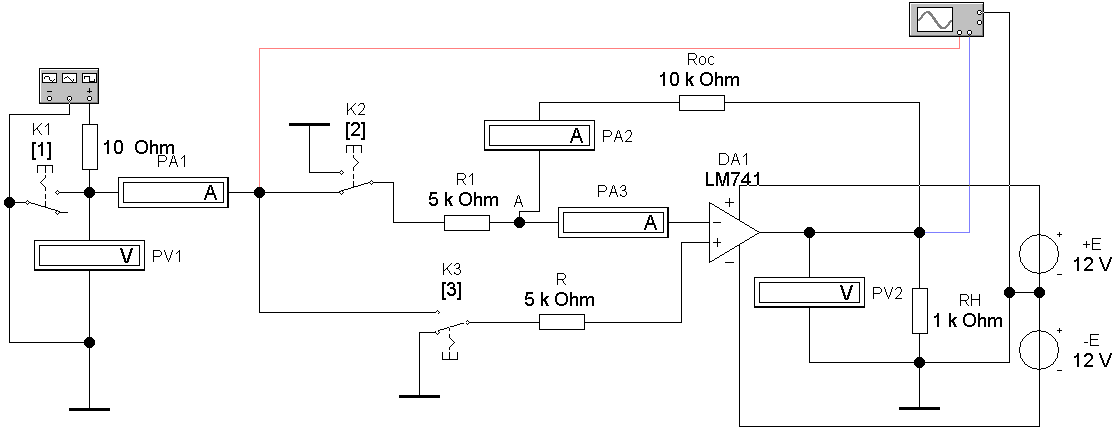 Roc
10 k Ohm
K2
[2]
K1
[1]
10 Ohm
PA1
A
A
PA2
DA1
LM741
R1
5 k Ohm
A
PA3
A
V
PV1
K3
[3]
R
5 k Ohm
V
PV2
RH
1 k Ohm
+E
12 V
-E
12 V